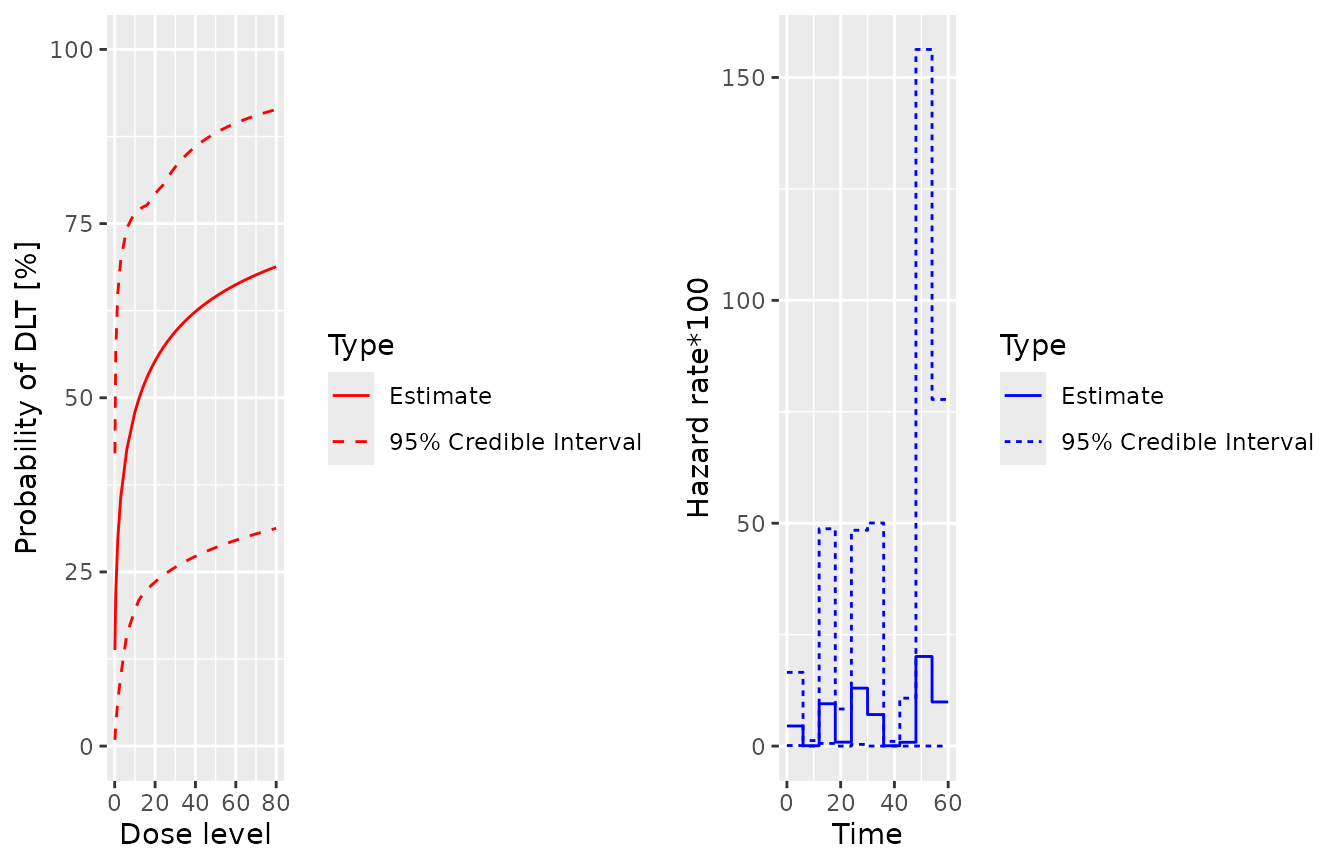 100
75
50
25
0
Probability of DLT [%]
0 20 40 60 80
Dose level
Type
Estimate
95% Credible Interval
150
100
50
0
Hazard rate*100
0 20 40 60
Time
Type
Estimate
95% Credible Interval